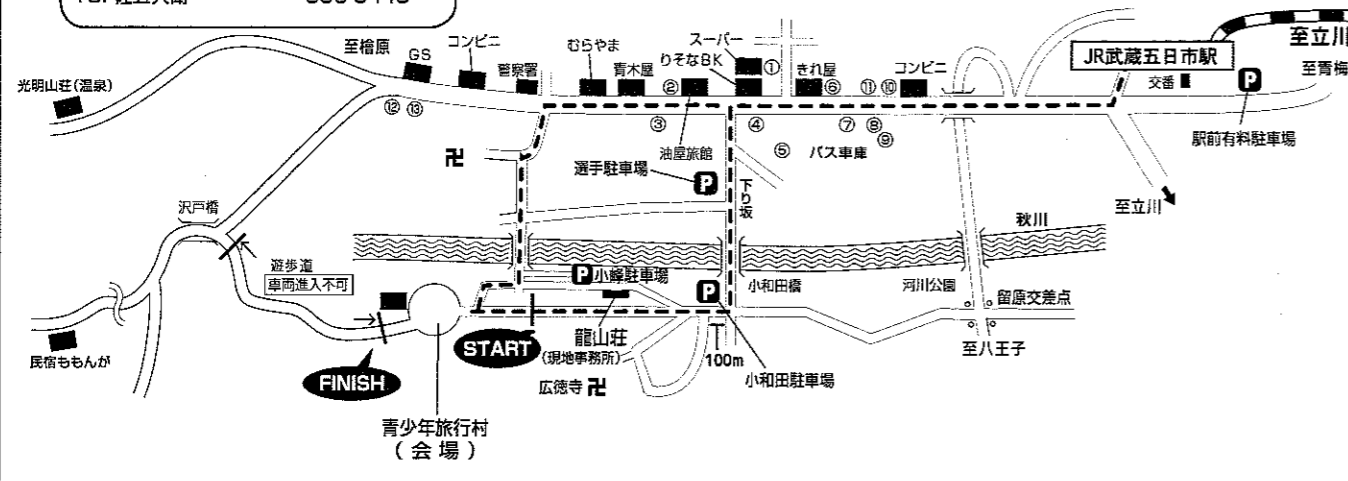 至檜原
GS
コンビニ
警察署
むらやま
青木屋
②
りそなBK
スーパー
①
きれ屋
⑥
⑪
⑩
コンビニ
JR武蔵五日市駅
交番
P
駅前有料駐車場
至立川
至青梅
光明山荘(温泉)
⑫
⑬
卍
③
油屋旅館
④
⑤
バス車庫
⑦
⑧
⑨
選手駐車場
P
下り坂
至立川
秋川
沢戸橋
遊歩道
車両進入不可
P
小峰駐車場
P
小和田橋
河川公園
留原交差点
至八王子
民宿ももんが
START
龍山荘
(現地事務所)
100m
小和田駐車場
FINISH
広徳寺 卍
青少年旅行村
(会場)